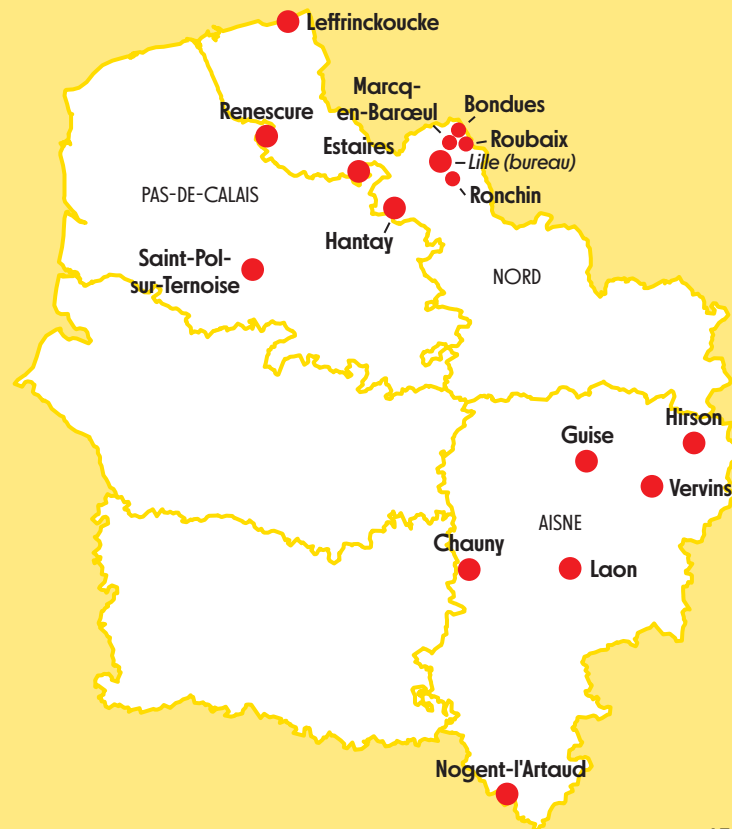 Leffrinckoucke
Marcq-
en-Barœul
Bondues
Renescure
Roubaix
Estaires
Lille (bureau)
Ronchin
PAS-DE-CALAIS
Hantay
Saint-Pol-
sur-Ternoise
NORD
Hirson
Guise
Vervins
AISNE
Chauny
Laon
Nogent-l'Artaud